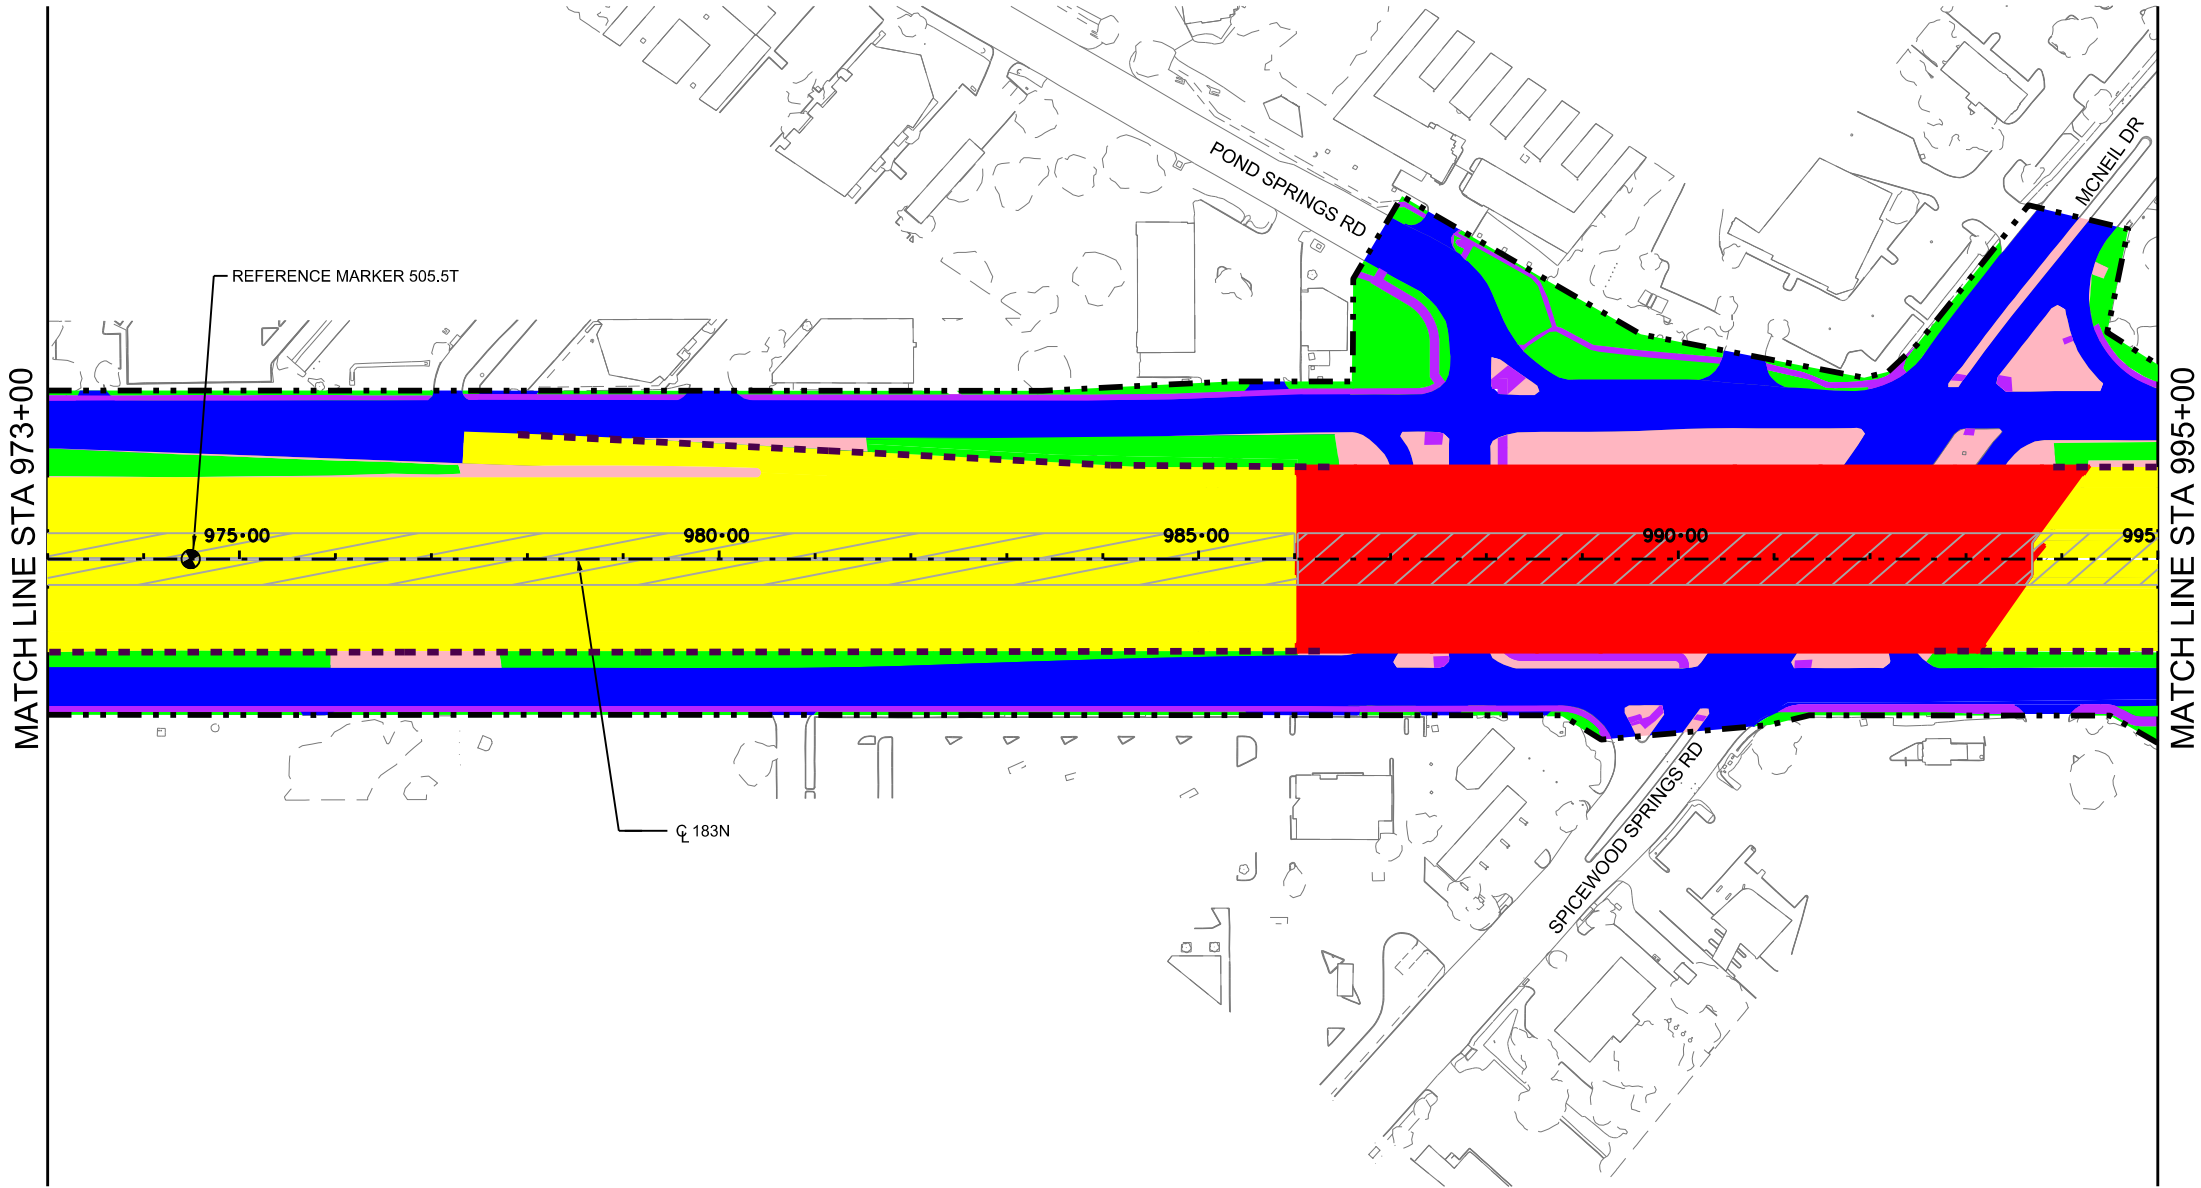 POND SPRINGS RD
MCNEIL DR
REFERENCE MARKER 505.5T
MATCH LINE STA 973+00
MATCH LINE STA 995+00
975+00
980+00
985+00
990+00
995
℄ 183N
SPICEWOOD SPRINGS RD